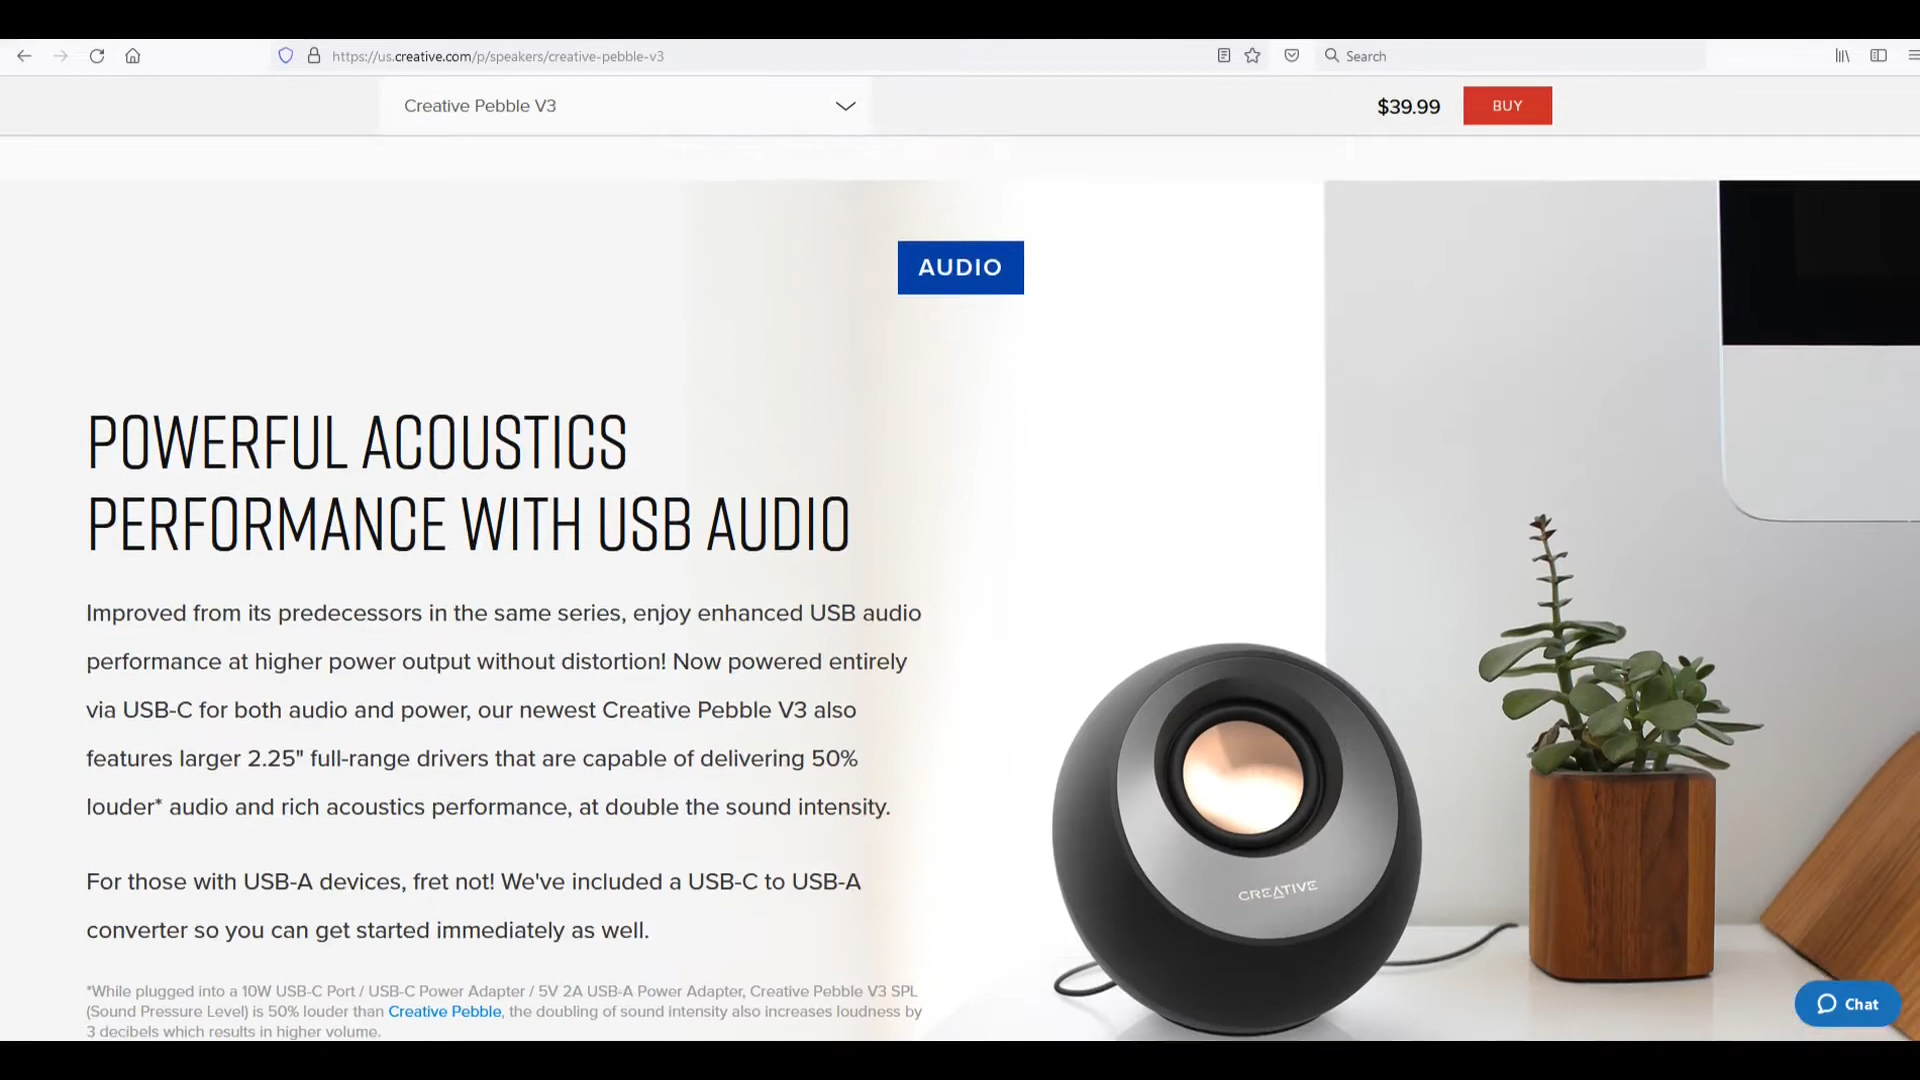 https://us.creative.com/p/speakers/creative-pebble-v3
Search
Creative Pebble V3
$39.99
BUY
AUDIO
POWERFUL ACOUSTICS
PERFORMANCE WITH USB AUDIO
Improved from its predecessors in the same series, enjoy enhanced USB audio
performance at higher power output without distortion! Now powered entirely
via USB-C for both audio and power, our newest Creative Pebble V3 also
features larger 2.25" full-range drivers that are capable of delivering 50%
louder* audio and rich acoustics performance, at double the sound intensity.
For those with USB-A devices, fret not! We've included a USB-C to USB-A
converter so you can get started immediately as well.
*While plugged into a 10W USB-C Port / USB-C Power Adapter / 5V 2A USB-A Power Adapter, Creative Pebble V3 SPL
(Sound Pressure Level) is 50% louder than Creative Pebble, the doubling of sound intensity also increases loudness by
3 decibels which results in higher volume.
CREATIVE
Chat